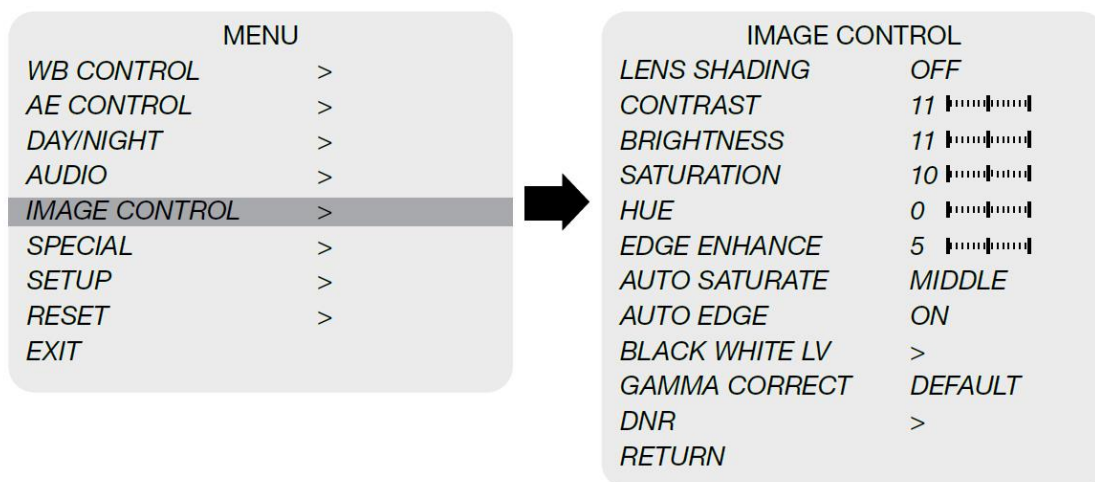 MENU
WB CONTROL >
AE CONTROL >
DAY/NIGHT >
AUDIO >
IMAGE CONTROL >
SPECIAL >
SETUP >
RESET >
EXIT
IMAGE CONTROL
LENS SHADING OFF
CONTRAST 11
BRIGHTNESS 11
SATURATION 10
HUE 0
EDGE ENHANCE 5
AUTO SATURATE MIDDLE
AUTO EDGE ON
BLACK WHITE LV >
GAMMA CORRECT DEFAULT
DNR >
RETURN